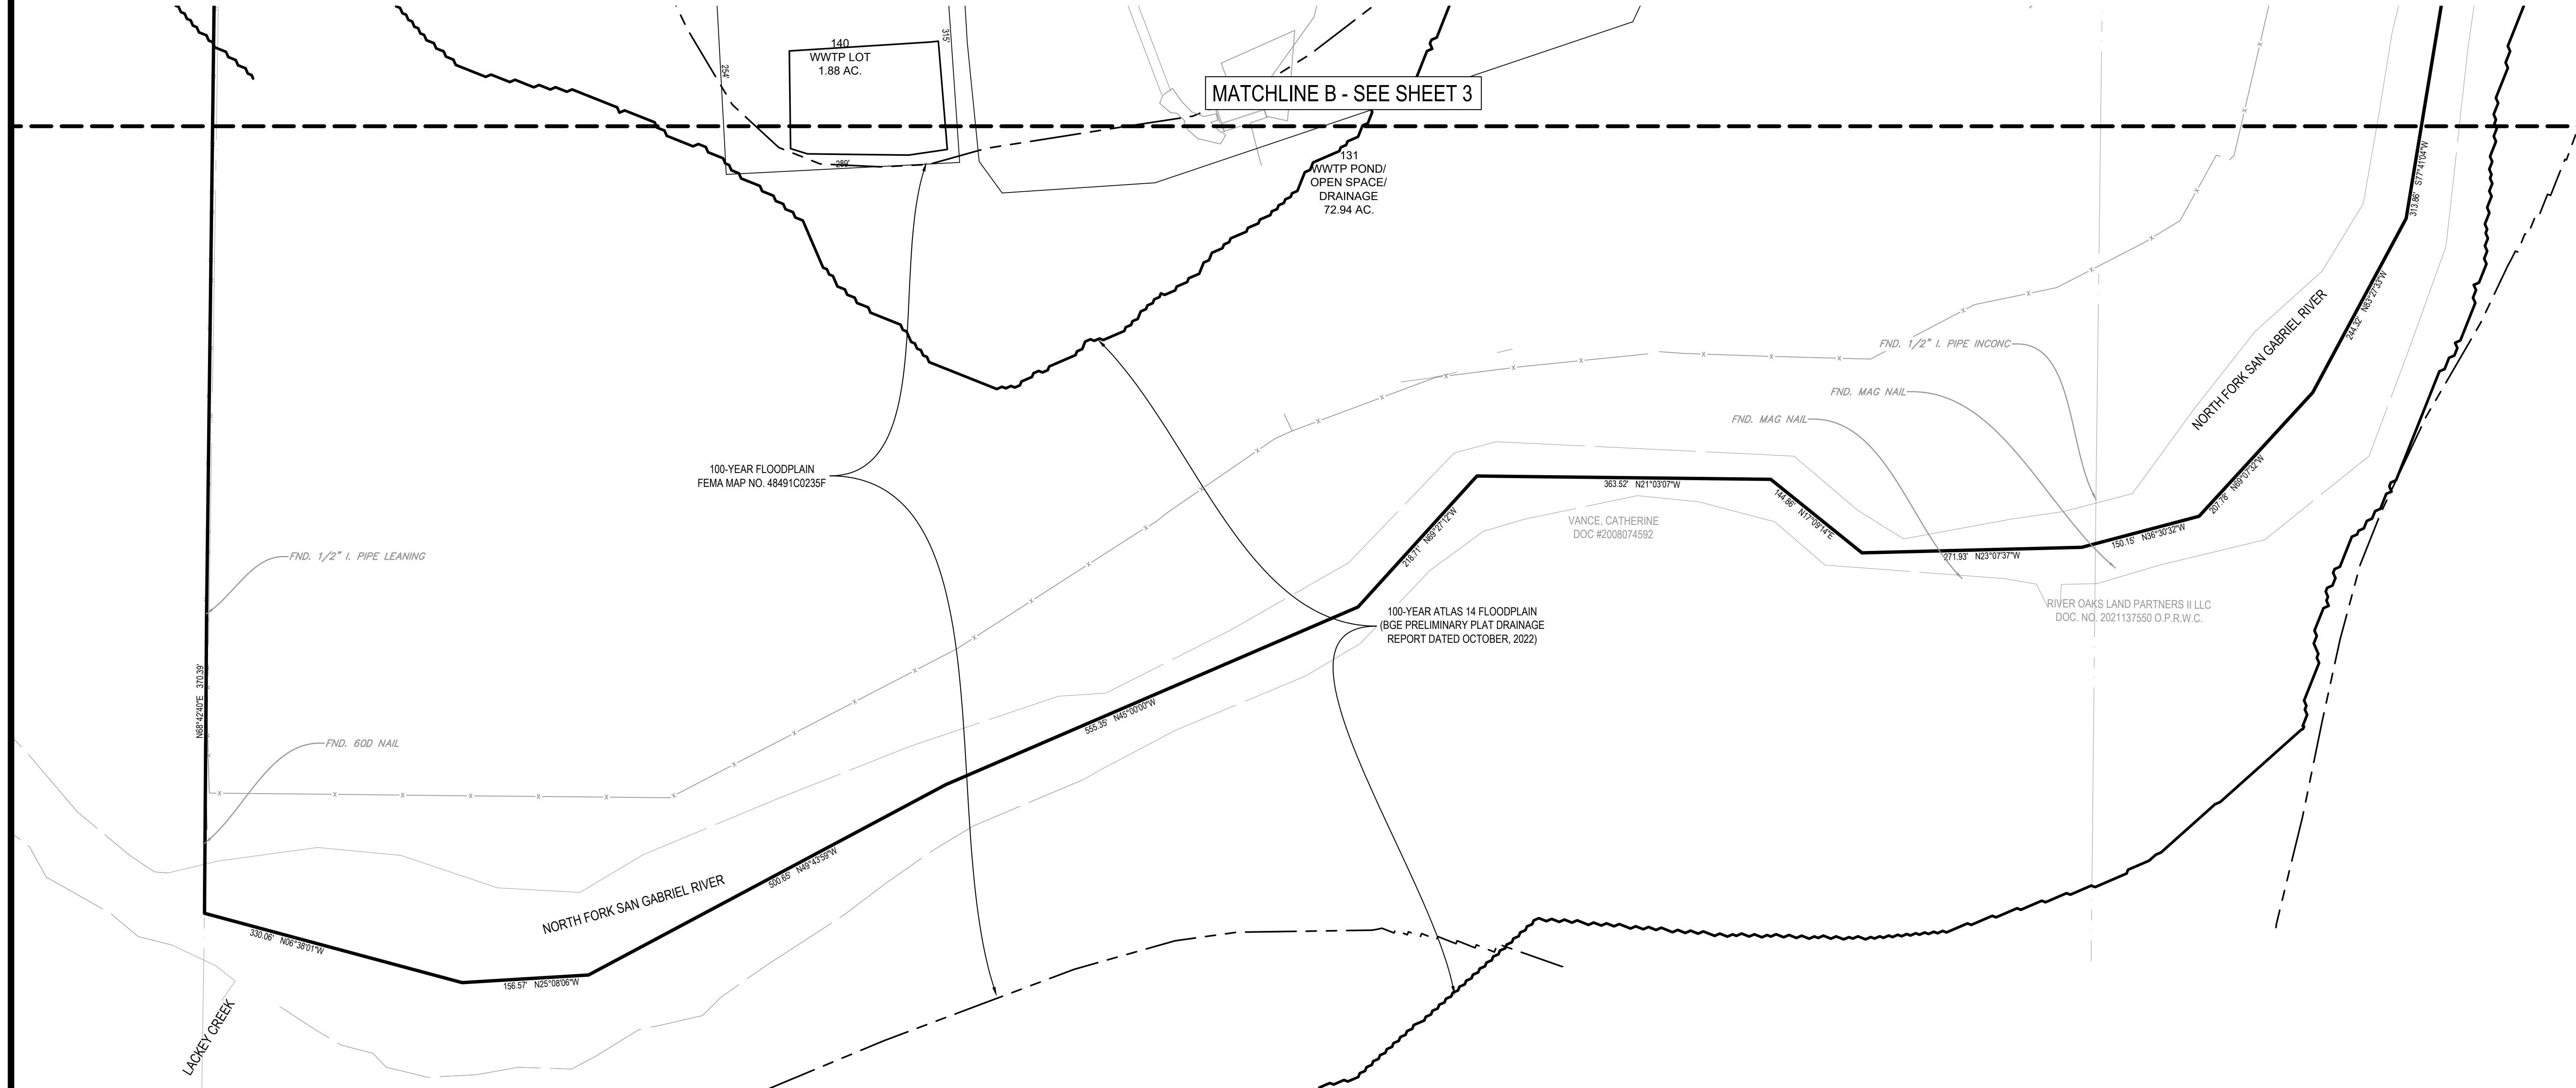 140
WWTP LOT
1.88 AC.
254'
315'
289'
MATCHLINE B - SEE SHEET 3
131
WWTP POND/
OPEN SPACE/
DRAINAGE
72.94 AC.
313.86' S77°41'04"W
244.32' N83°27'33"W
NORTH FORK SAN GABRIEL RIVER
FND. 1/2" I. PIPE INCONC
FND. MAG NAIL
FND. MAG NAIL
207.78' N69°07'32"W
150.15' N36°30'32"W
271.93' N23°07'37"W
144.86' N17°09'14"E
363.52' N21°03'07"W
218.71' N69°27'12"W
VANCE, CATHERINE
DOC #2008074592
100-YEAR FLOODPLAIN
FEMA MAP NO. 48491C0235F
FND. 1/2" I. PIPE LEANING
100-YEAR ATLAS 14 FLOODPLAIN
(BGE PRELIMINARY PLAT DRAINAGE
REPORT DATED OCTOBER, 2022)
RIVER OAKS LAND PARTNERS II LLC
DOC. NO. 2021137550 O.P.R.W.C.
N68°42'40"E 370.39'
555.35' N45°00'00"W
FND. 60D NAIL
500.65' N49°43'59"W
NORTH FORK SAN GABRIEL RIVER
330.06' N06°38'01"W
156.57' N25°08'06"W
LACKEY CREEK